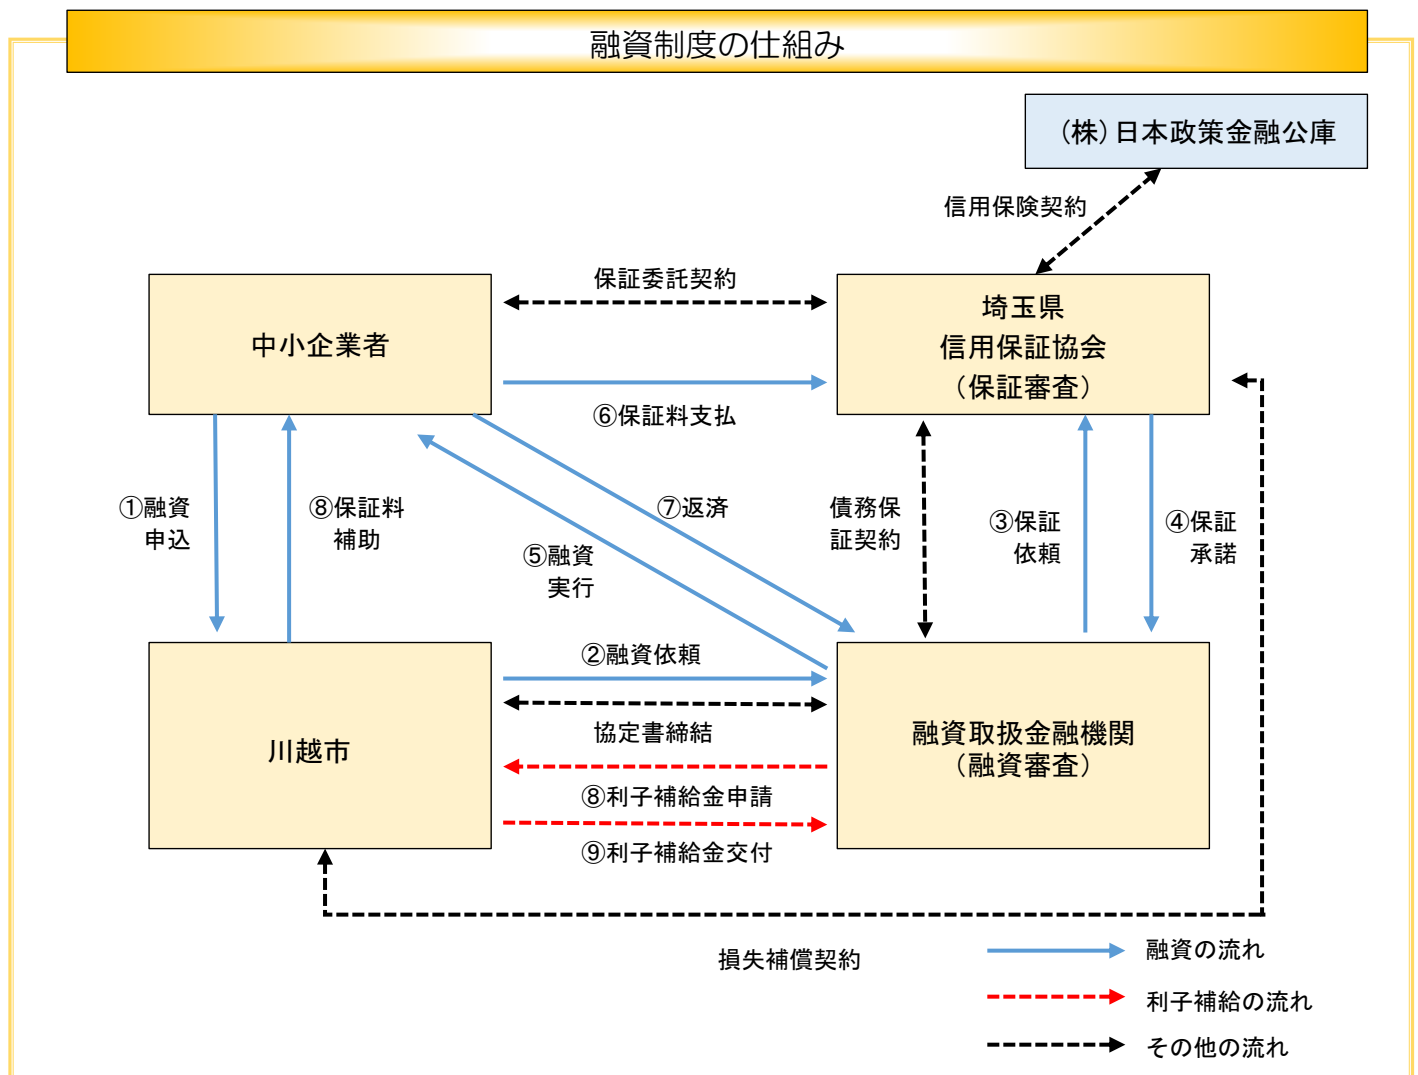 融資制度の仕組み
（株）日本政策金融公庫
信用保険契約
保証委託契約
中小企業者
埼玉県
信用保証協会
（保証審査）
⑥保証料支払
①融資
申込
⑧保証料
補助
⑦返済
⑤融資
実行
債務保
証契約
③保証
依頼
④保証
承諾
②融資依頼
協定書締結
川越市
融資取扱金融機関
（融資審査）
⑧利子補給金申請
⑨利子補給金交付
損失補償契約
融資の流れ
利子補給の流れ
その他の流れ